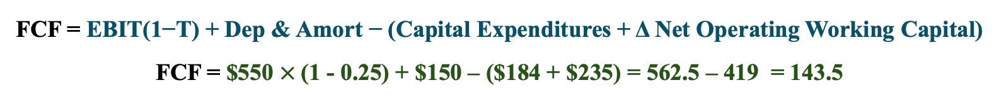 FCF = EBIT(1−T) + Dep & Amort − (Capital Expenditures + Δ Net Operating Working Capital)
FCF = $550 × (1 - 0.25) + $150 – ($184 + $235) = 562.5 – 419 = 143.5